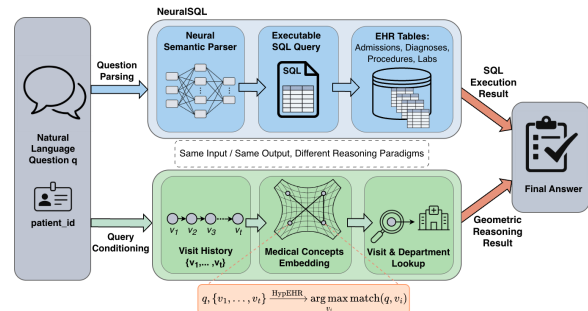 NeuralSQL
Neural
Semantic Parser
Executable
SQL Query
SQL
EHR Tables:
Admissions, Diagnoses,
Procedures, Labs
Question
Parsing
SQL
Execution
Result
Natural
Language
Question q
patient_id
Same Input / Same Output, Different Reasoning Paradigms
Final Answer
Query
Conditioning
v₁ v₂ v₃ ... vₜ
Visit History
{v₁,... ,vₜ}
Medical Concepts
Embedding
Visit & Department
Lookup
Geometric
Reasoning
Result
q, {v₁, . . . , vₜ} HypEHR→ arg max match(q, vᵢ)
vᵢ